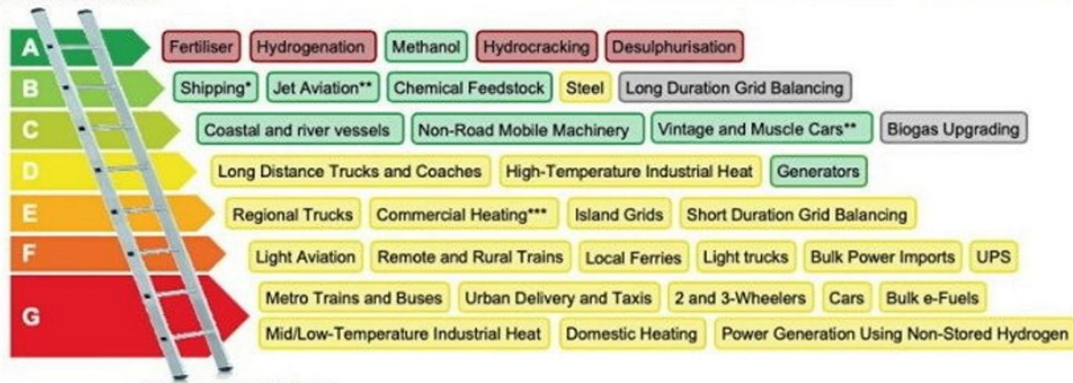 A Fertiliser Hydrogenation Methanol Hydrocracking Desulphurisation
B Shipping* Jet Aviation** Chemical Feedstock Steel Long Duration Grid Balancing
C Coastal and river vessels Non-Road Mobile Machinery Vintage and Muscle Cars** Biogas Upgrading
D Long Distance Trucks and Coaches High-Temperature Industrial Heat Generators
E Regional Trucks Commercial Heating*** Island Grids Short Duration Grid Balancing
F Light Aviation Remote and Rural Trains Local Ferries Light trucks Bulk Power Imports UPS
G Metro Trains and Buses Urban Delivery and Taxis 2 and 3-Wheelers Cars Bulk e-Fuels
Mid/Low-Temperature Industrial Heat Domestic Heating Power Generation Using Non-Stored Hydrogen